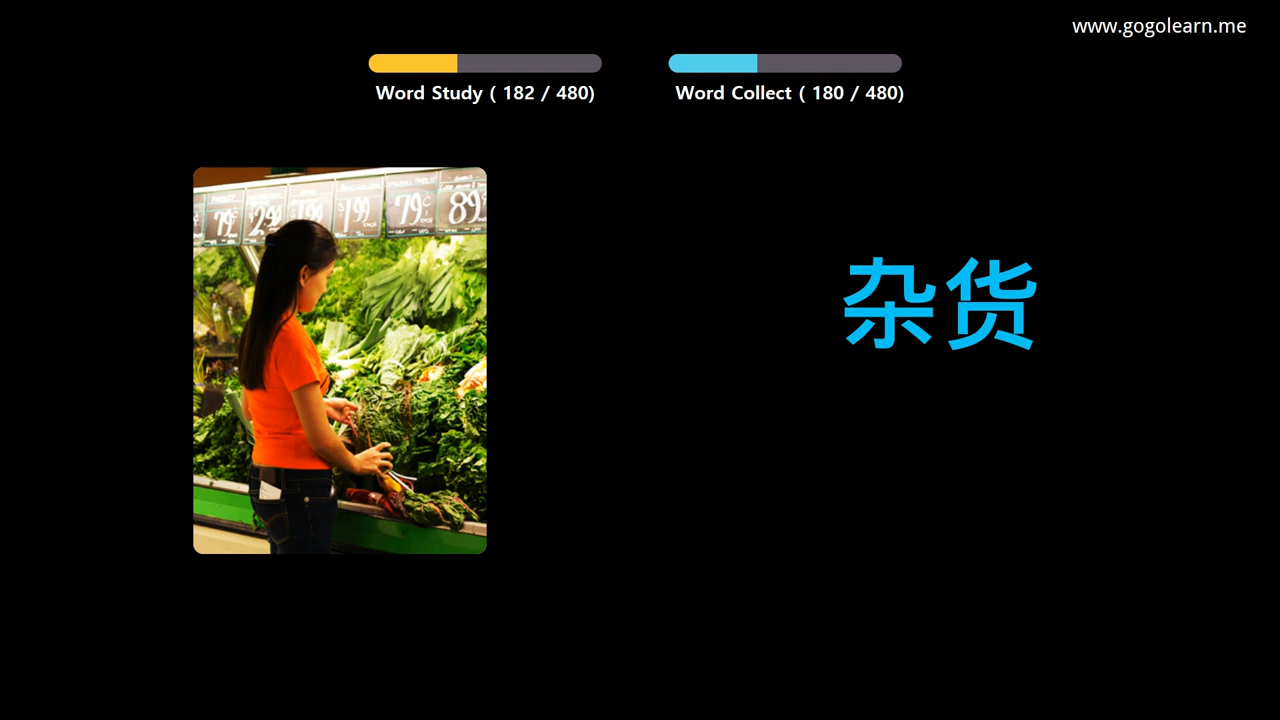 www.gogolearn.me
Word Study ( 182 / 480)
Word Collect ( 180 / 480)
79¢
$2.99
$1.99
79¢
89
杂货